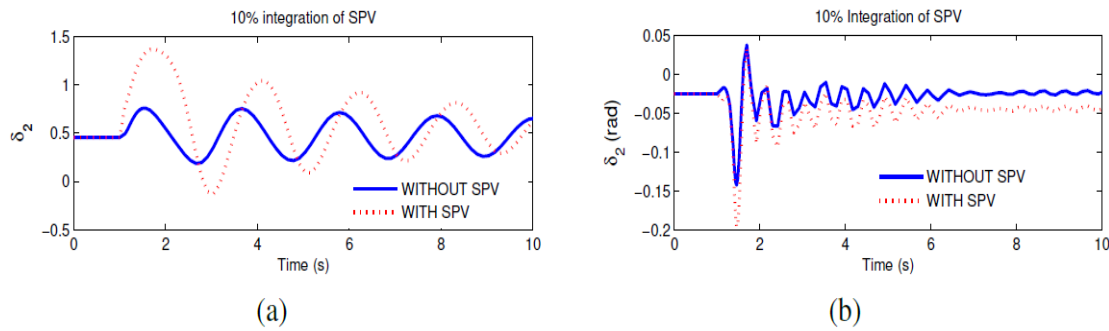 10% integration of SPV
1.5
1
0.5
0
−0.5
δ2
WITHOUT SPV
WITH SPV
0 2 4 6 8 10
Time (s)
(a)
10% Integration of SPV
0.05
0
−0.05
−0.1
−0.15
−0.2
δ2 (rad)
WITHOUT SPV
WITH SPV
0 2 4 6 8 10
Time (s)
(b)